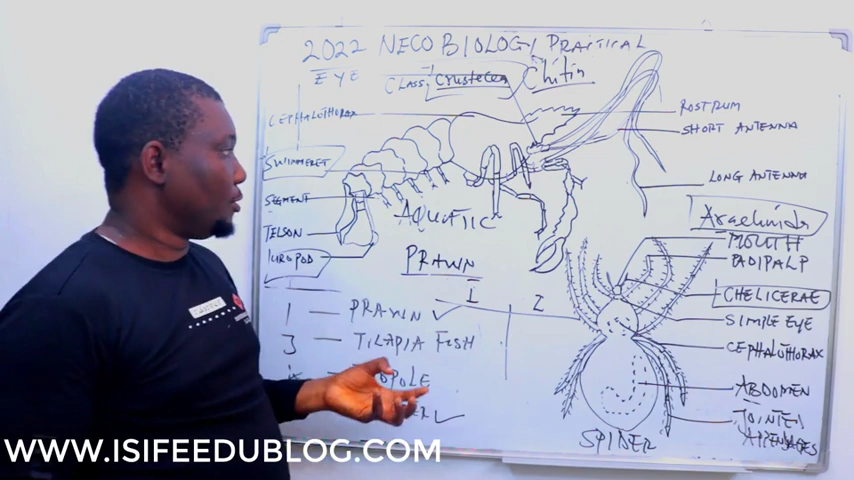 2022 NECO BIOLOGY PRACTICAL
EYE
CLASS Crustecea
Chitin
CEPHALOTHORAX
SWIMMERET
SEGMENT
TELSON
AQUATIC
PRAWN
ROSTRUM
SHORT ANTENNA
LONG ANTENNA
Arachnida
MOUTH
PADIPALP
CHELICERAE
SIMPLE EYE
CEPHALOTHORAX
ABDOMEN
JOINTED
APPENDAGES
SPIDER
1 2
1 — PRAWN
3 — TILAPIA FISH
WWW.ISIFEEDUBLOG.COM